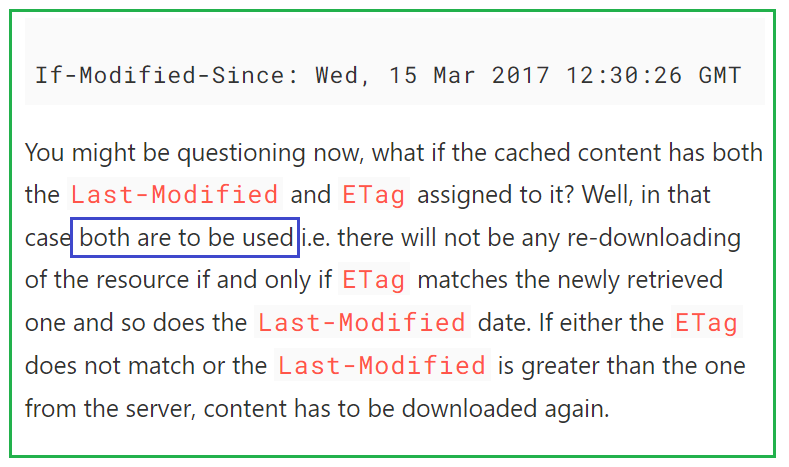 If-Modified-Since: Wed, 15 Mar 2017 12:30:26 GMT
You might be questioning now, what if the cached content has both
the Last-Modified and ETag assigned to it? Well, in that
case both are to be used i.e. there will not be any re-downloading
of the resource if and only if ETag matches the newly retrieved
one and so does the Last-Modified date. If either the ETag
does not match or the Last-Modified is greater than the one
from the server, content has to be downloaded again.